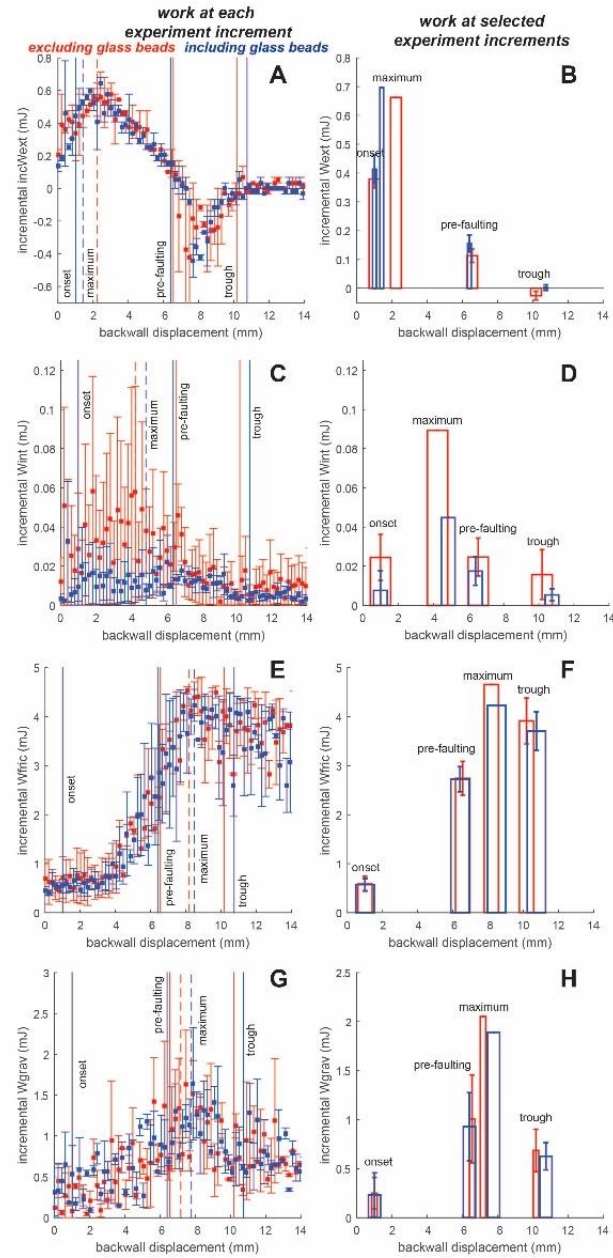 work at each
experiment increment
work at selected
experiment increments
excluding glass beads including glass beads
A
incremental incWext (mJ)
0.8
0.6
0.4
0.2
0
-0.2
-0.4
-0.6
onset
maximum
pre-faulting
trough
0 2 4 6 8 10 12 14
backwall displacement (mm)
B
incremental Wext (mJ)
0.8
0.7
0.6
0.5
0.4
0.3
0.2
0.1
0
-0.1
onset
maximum
pre-faulting
trough
0 2 4 6 8 10 12 14
backwall displacement (mm)
C
incremental Wint (mJ)
0.12
0.1
0.08
0.06
0.04
0.02
0
onset
maximum
pre-faulting
trough
0 2 4 6 8 10 12 14
backwall displacement (mm)
D
incremental Wint (mJ)
0.12
0.1
0.08
0.06
0.04
0.02
0
onset
maximum
pre-faulting
trough
0 2 4 6 8 10 12 14
backwall displacement (mm)
E
incremental Wfric (mJ)
5
4
3
2
1
0
onset
pre-faulting
maximum
trough
0 2 4 6 8 10 12 14
backwall displacement (mm)
F
incremental Wfric (mJ)
5
4
3
2
1
0
onset
pre-faulting
maximum
trough
0 2 4 6 8 10 12 14
backwall displacement (mm)
G
incremental Wgrav (mJ)
3
2.5
2
1.5
1
0.5
0
onset
pre-faulting
maximum
trough
0 2 4 6 8 10 12 14
backwall displacement (mm)
H
incremental Wgrav (mJ)
2.5
2
1.5
1
0.5
0
onset
pre-faulting
maximum
trough
0 2 4 6 8 10 12 14
backwall displacement (mm)